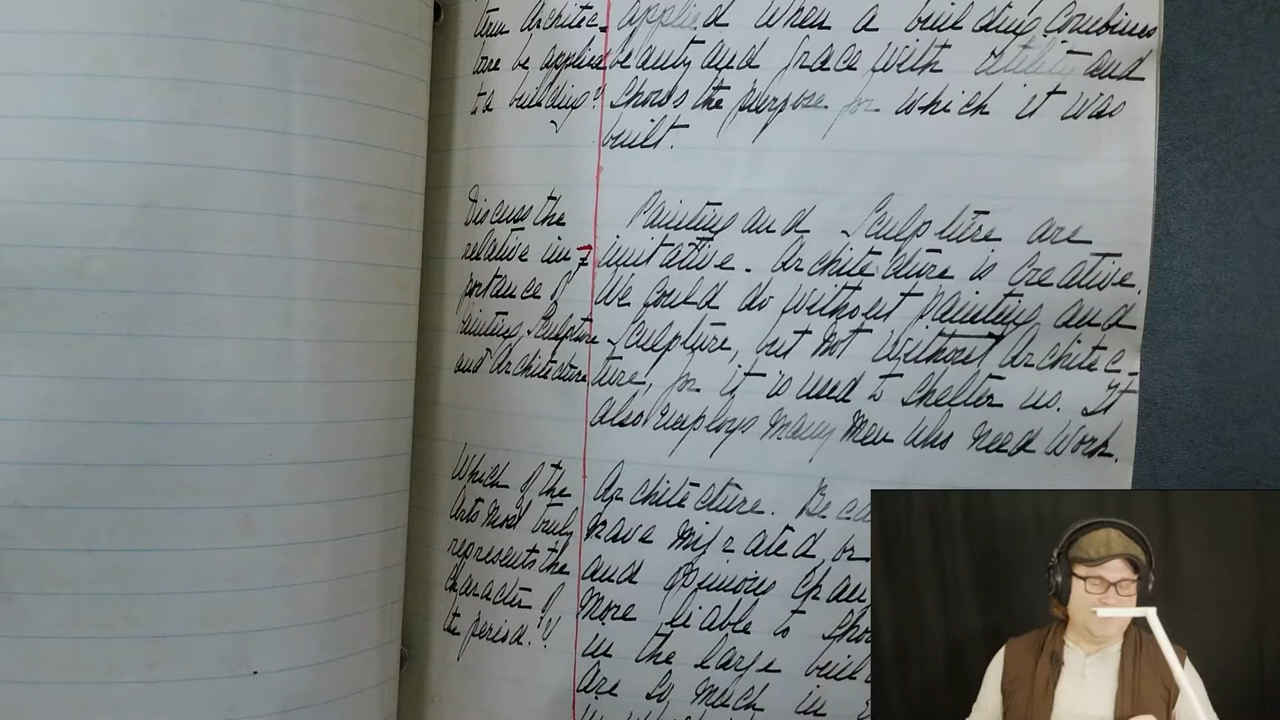 term Architec-
ture be applied
to a building?
applied when a building combines
beauty and grace with utility and
shows the purpose for which it was
built.
Discuss the
relative im-
portance of
Painting, Sculpture
and Architecture
Painting and Sculpture are
imitative. Architecture is creative.
We could do without painting and
sculpture, but not without architec-
ture, for it is used to shelter us. It
also employs many men who need work.
Which of the
Arts most truly
represents the
character of
the period?
Architecture. Beca
have migrated, or
and opinions chan
more liable to sho
in the large buil
are so much in